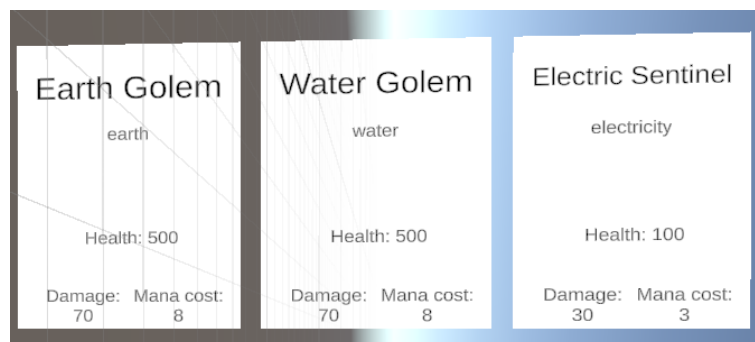 Earth Golem
earth
Health: 500
Damage: Mana cost:
70 8
Water Golem
water
Health: 500
Damage: Mana cost:
70 8
Electric Sentinel
electricity
Health: 100
Damage: Mana cost:
30 3